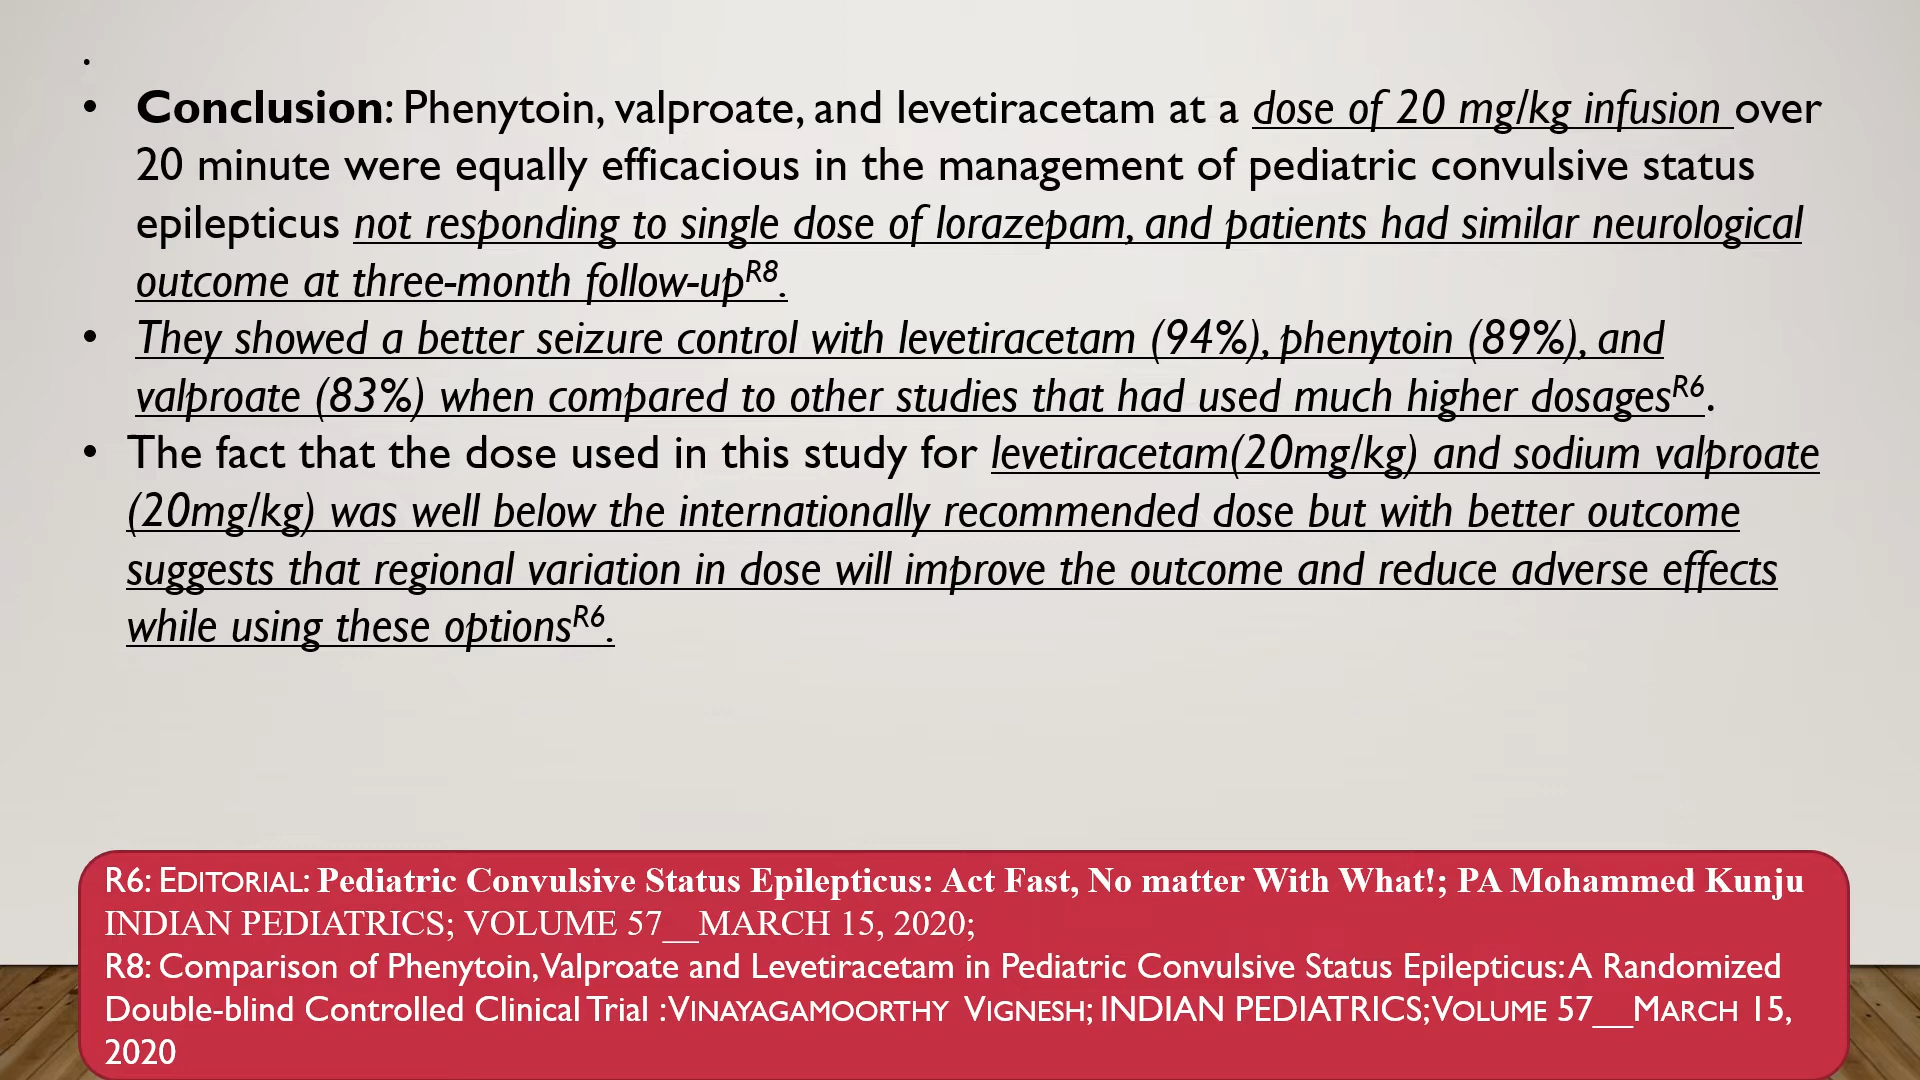 .
• Conclusion: Phenytoin, valproate, and levetiracetam at a dose of 20 mg/kg infusion over
20 minute were equally efficacious in the management of pediatric convulsive status
epilepticus not responding to single dose of lorazepam, and patients had similar neurological
outcome at three-month follow-upR8.
• They showed a better seizure control with levetiracetam (94%), phenytoin (89%), and
valproate (83%) when compared to other studies that had used much higher dosagesR6.
• The fact that the dose used in this study for levetiracetam(20mg/kg) and sodium valproate
(20mg/kg) was well below the internationally recommended dose but with better outcome
suggests that regional variation in dose will improve the outcome and reduce adverse effects
while using these optionsR6.
R6: EDITORIAL: Pediatric Convulsive Status Epilepticus: Act Fast, No matter With What!; PA Mohammed Kunju
INDIAN PEDIATRICS; VOLUME 57__MARCH 15, 2020;
R8: Comparison of Phenytoin, Valproate and Levetiracetam in Pediatric Convulsive Status Epilepticus: A Randomized
Double-blind Controlled Clinical Trial : VINAYAGAMOORTHY VIGNESH; INDIAN PEDIATRICS; VOLUME 57__MARCH 15,
2020